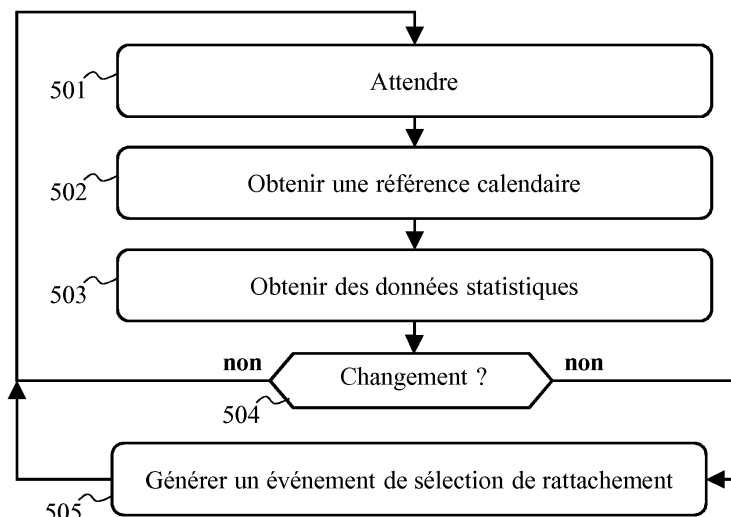 Attendre
501
Obtenir une référence calendaire
502
Obtenir des données statistiques
503
non
Changement ?
non
504
Générer un événement de sélection de rattachement
505